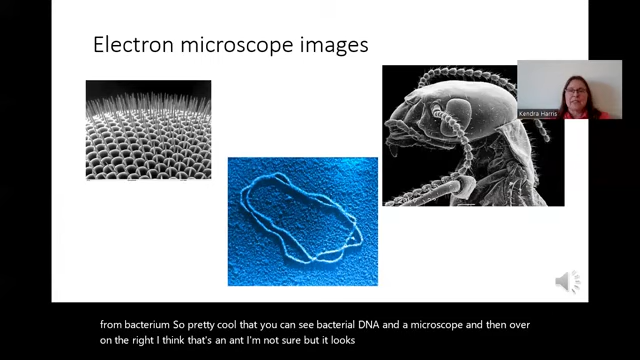 Electron microscope images
Kendra Harris
from bacterium So pretty cool that you can see bacterial DNA and a microscope and then over
on the right I think that's an ant I'm not sure but it looks